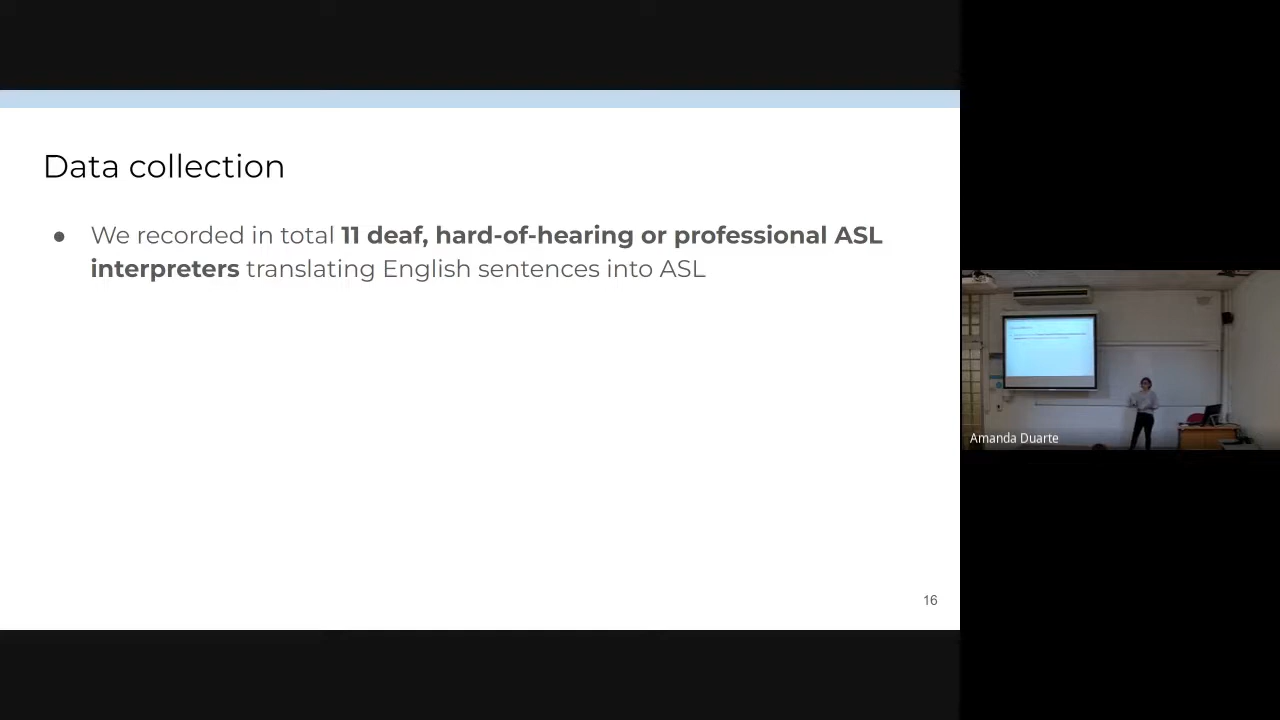 Data collection
● We recorded in total 11 deaf, hard-of-hearing or professional ASL
interpreters translating English sentences into ASL
16
Amanda Duarte